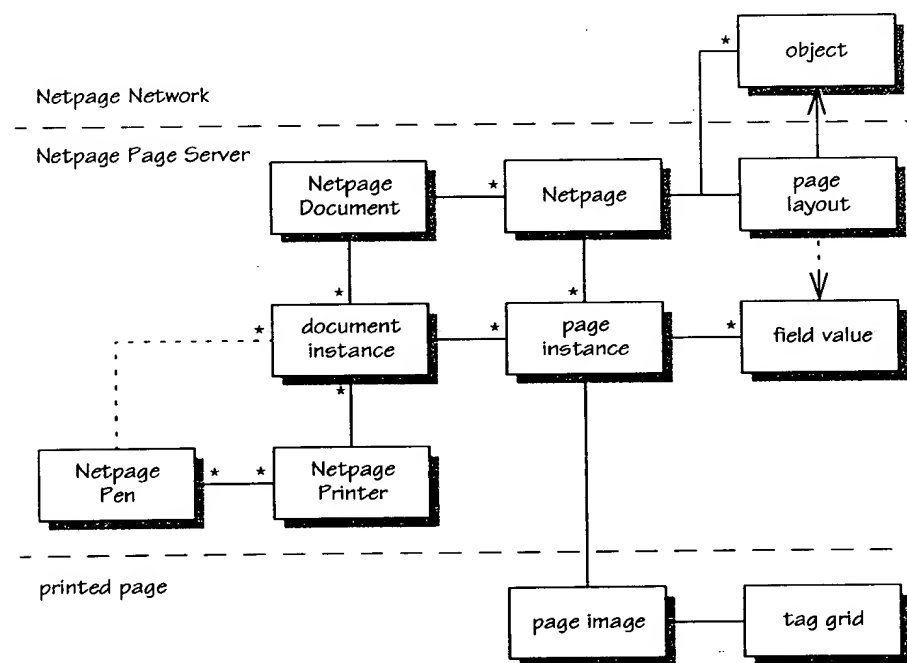 *
object
Netpage Network
Netpage Page Server
Netpage
Document
*
Netpage
page
layout
*
*
*
document
instance
*
page
instance
*
field value
*
Netpage
Pen
*
*
Netpage
Printer
printed page
page image
tag grid